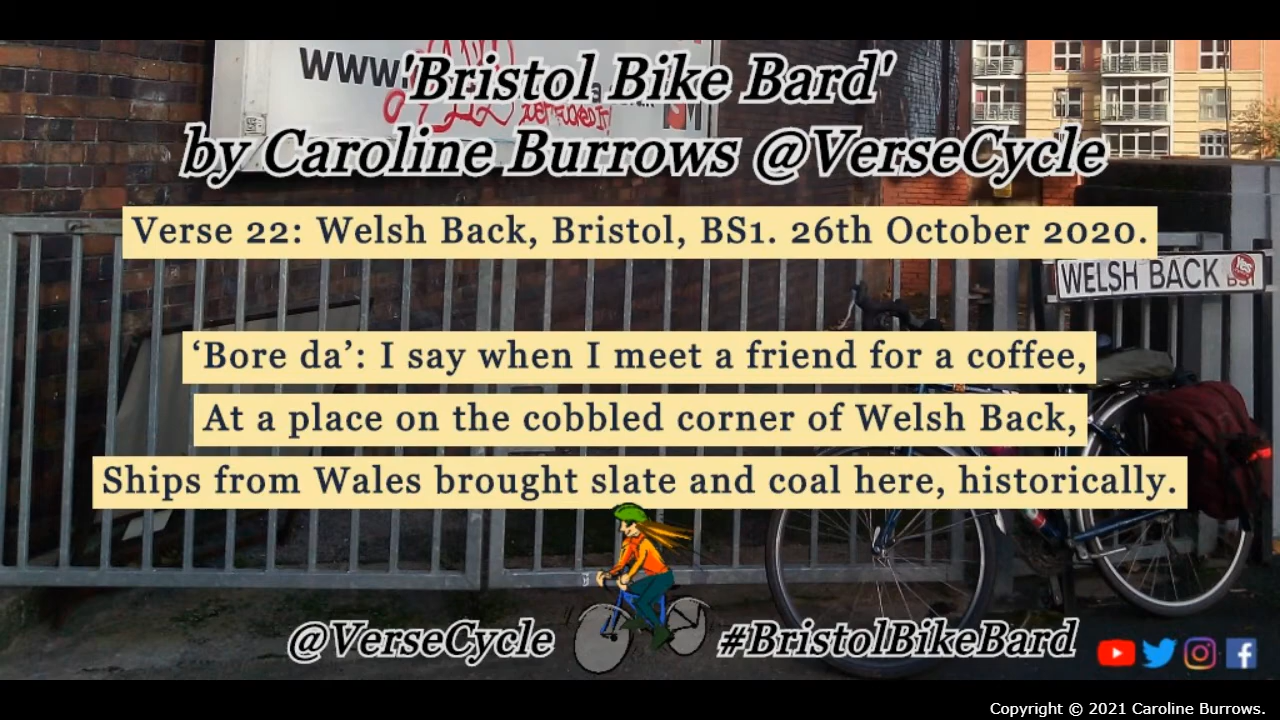 www.
'Bristol Bike Bard'
by Caroline Burrows @VerseCycle
Verse 22: Welsh Back, Bristol, BS1. 26th October 2020.
WELSH BACK
BS1
‘Bore da’: I say when I meet a friend for a coffee,
At a place on the cobbled corner of Welsh Back,
Ships from Wales brought slate and coal here, historically.
@VerseCycle
#BristolBikeBard
Copyright © 2021 Caroline Burrows.